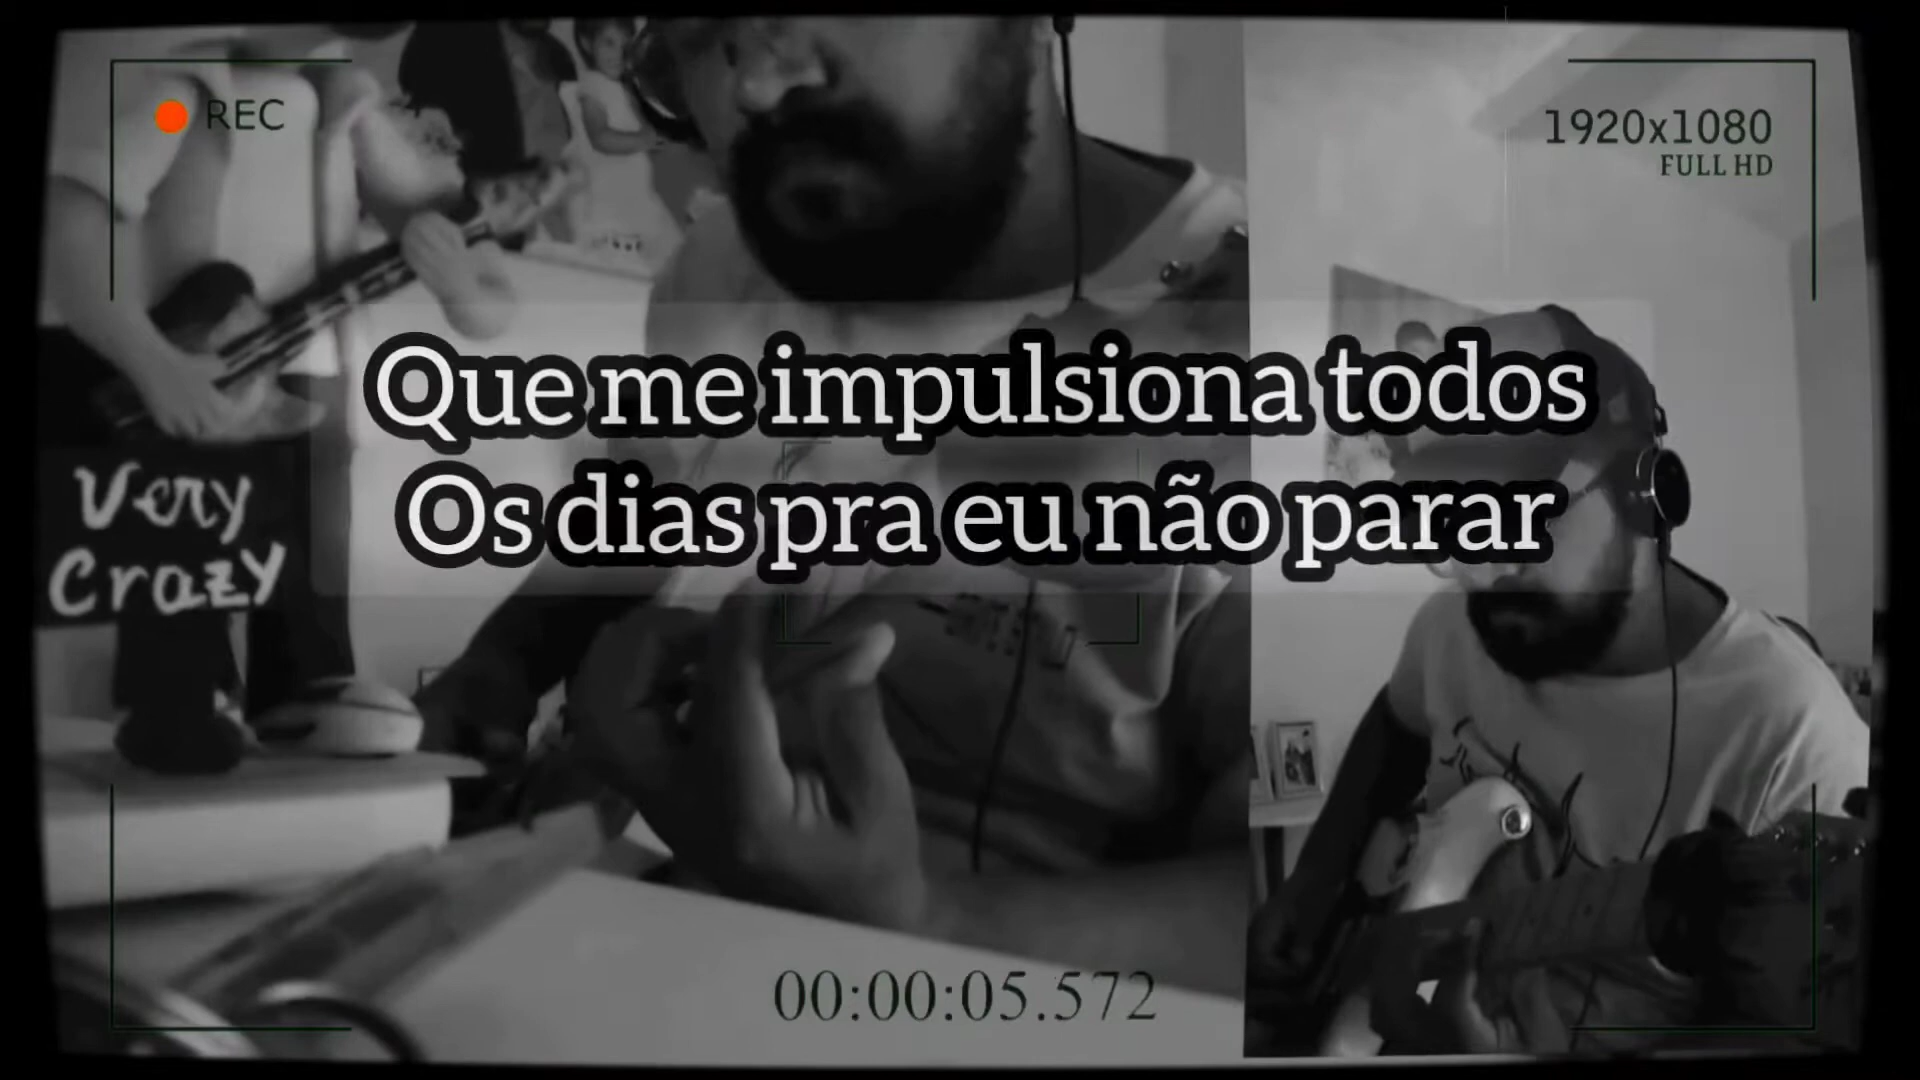 REC
1920x1080
FULL HD
Que me impulsiona todos
Os dias pra eu não parar
Very
Crazy
00:00:05.572